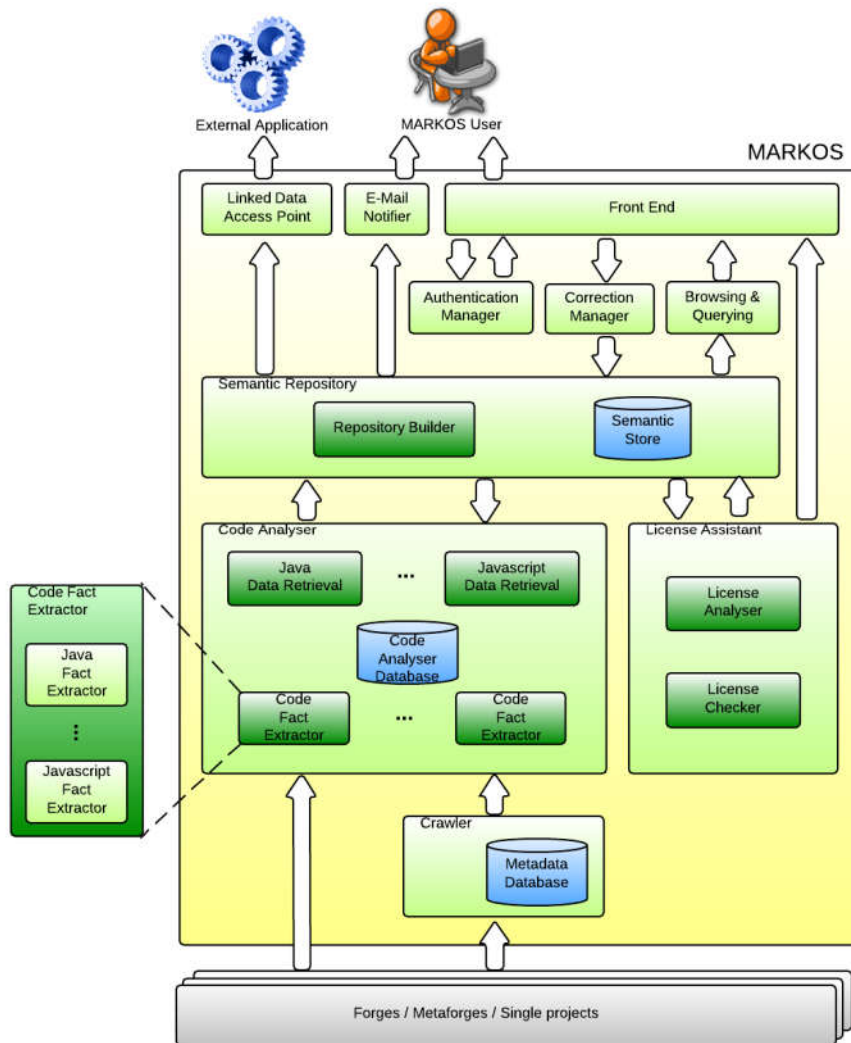 External Application
MARKOS User
MARKOS
Linked Data
Access Point
E-Mail
Notifier
Front End
Authentication
Manager
Correction
Manager
Browsing &
Querying
Semantic Repository
Repository Builder
Semantic
Store
Code Analyser
License Assistant
Java
Data Retrieval
...
Javascript
Data Retrieval
License
Analyser
Code
Analyser
Database
License
Checker
Code
Fact
Extractor
...
Code
Fact
Extractor
Code Fact
Extractor
Java
Fact
Extractor
...
Javascript
Fact
Extractor
Crawler
Metadata
Database
Forges / Metaforges / Single projects